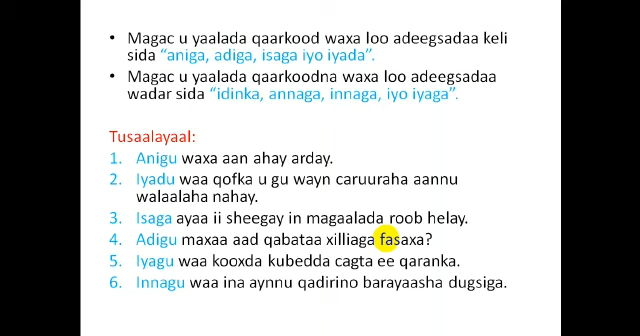 • Magac u yaalada qaarkood waxa loo adeegsadaa keli
sida “aniga, adiga, isaga iyo iyada”.
• Magac u yaalada qaarkoodna waxa loo adeegsadaa
wadar sida “idinka, annaga, innaga, iyo iyaga”.
Tusaalayaal:
1. Anigu waxa aan ahay arday.
2. Iyadu waa qofka u gu wayn caruuraha aannu
walaalaha nahay.
3. Isaga ayaa ii sheegay in magaalada roob helay.
4. Adigu maxaa aad qabataa xilliaga fasaxa?
5. Iyagu waa kooxda kubedda cagta ee qaranka.
6. Innagu waa ina aynnu qadirino barayaasha dugsiga.